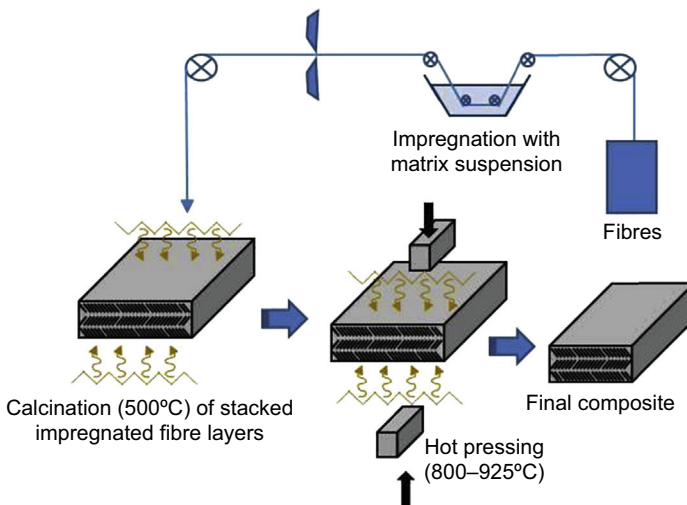 Impregnation with
matrix suspension
Fibres
Calcination (500ºC) of stacked
impregnated fibre layers
Hot pressing
(800–925ºC)
Final composite